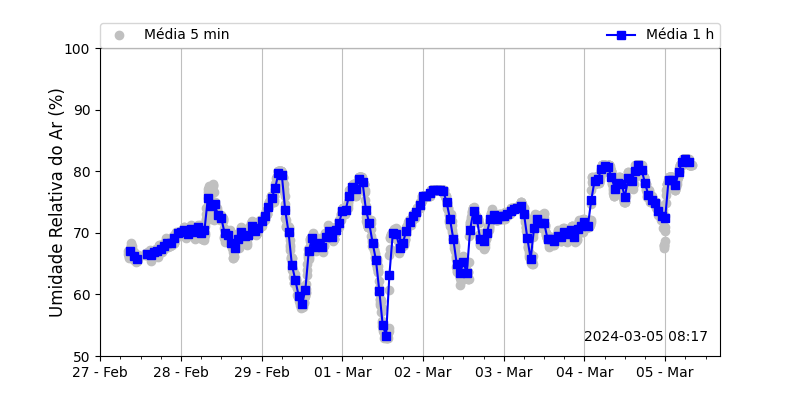 Média 5 min
Média 1 h
Umidade Relativa do Ar (%)
100
90
80
70
60
50
2024-03-05 08:17
27 - Feb
28 - Feb
29 - Feb
01 - Mar
02 - Mar
03 - Mar
04 - Mar
05 - Mar